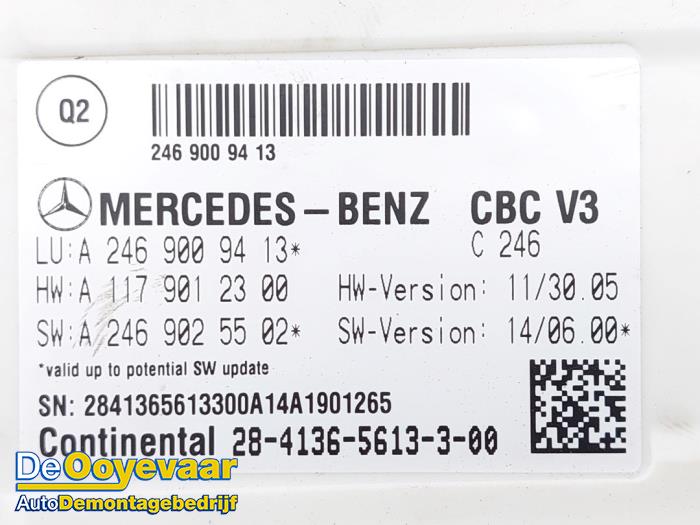 Q2
246 900 94 13
MERCEDES-BENZ CBC V3
LU: A 246 900 94 13* C 246
HW: A 117 901 23 00 HW-Version: 11/30.05
SW: A 246 902 55 02* SW-Version: 14/06.00*
*valid up to potential SW update
SN: 2841365613300A14A1901265
Continental 28-4136-5613-3-00
De Ooyevaar
AutoDemontagebedrijf